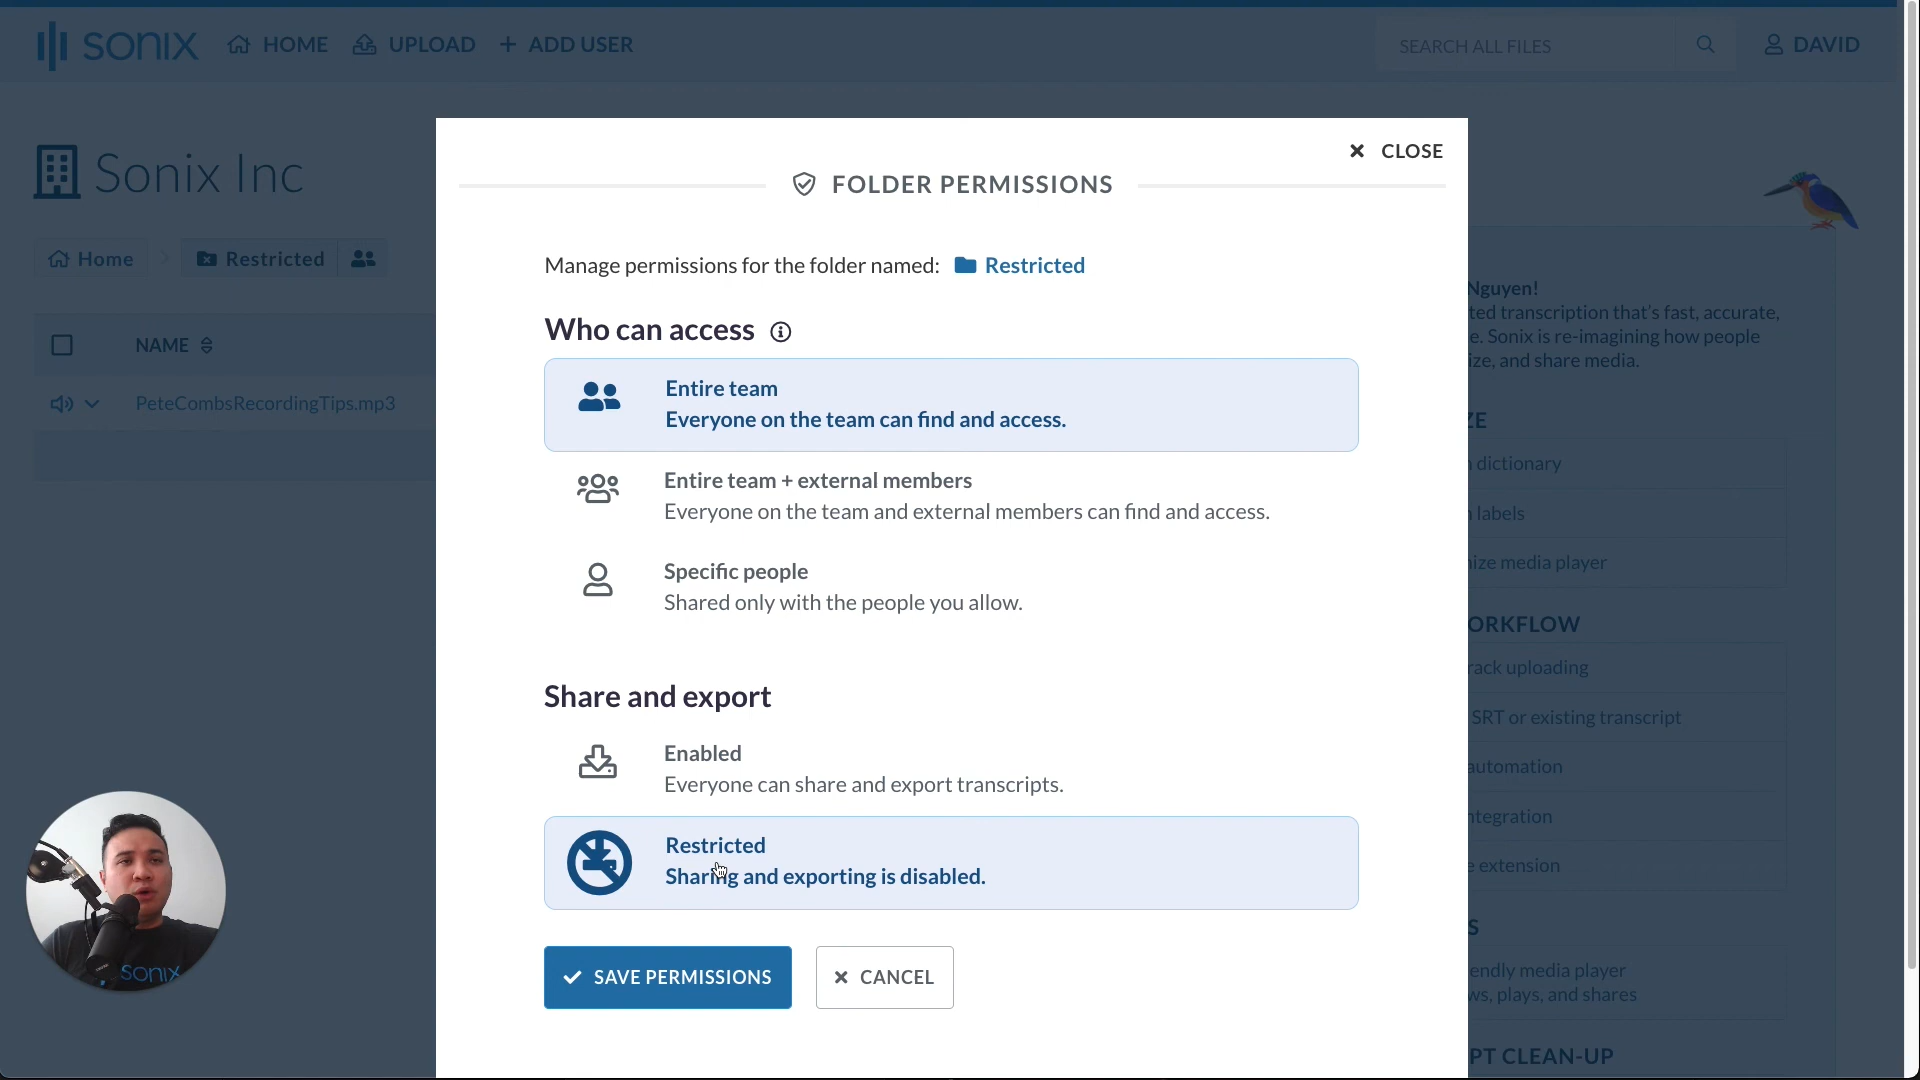 SONIX
HOME
UPLOAD
ADD USER
SEARCH ALL FILES
DAVID
Sonix Inc
Home
Restricted
NAME
PeteCombsRecordingTips.mp3
CLOSE
FOLDER PERMISSIONS
Manage permissions for the folder named: Restricted
Who can access
Entire team
Everyone on the team can find and access.
Entire team + external members
Everyone on the team and external members can find and access.
Specific people
Shared only with the people you allow.
Share and export
Enabled
Everyone can share and export transcripts.
Restricted
Sharing and exporting is disabled.
SAVE PERMISSIONS
CANCEL
Nguyen!
ted transcription that's fast, accurate,
e. Sonix is re-imagining how people
ize, and share media.
ZE
dictionary
labels
ize media player
ORKFLOW
rack uploading
SRT or existing transcript
automation
ntegration
e extension
S
endly media player
ws, plays, and shares
PT CLEAN-UP
SONIX